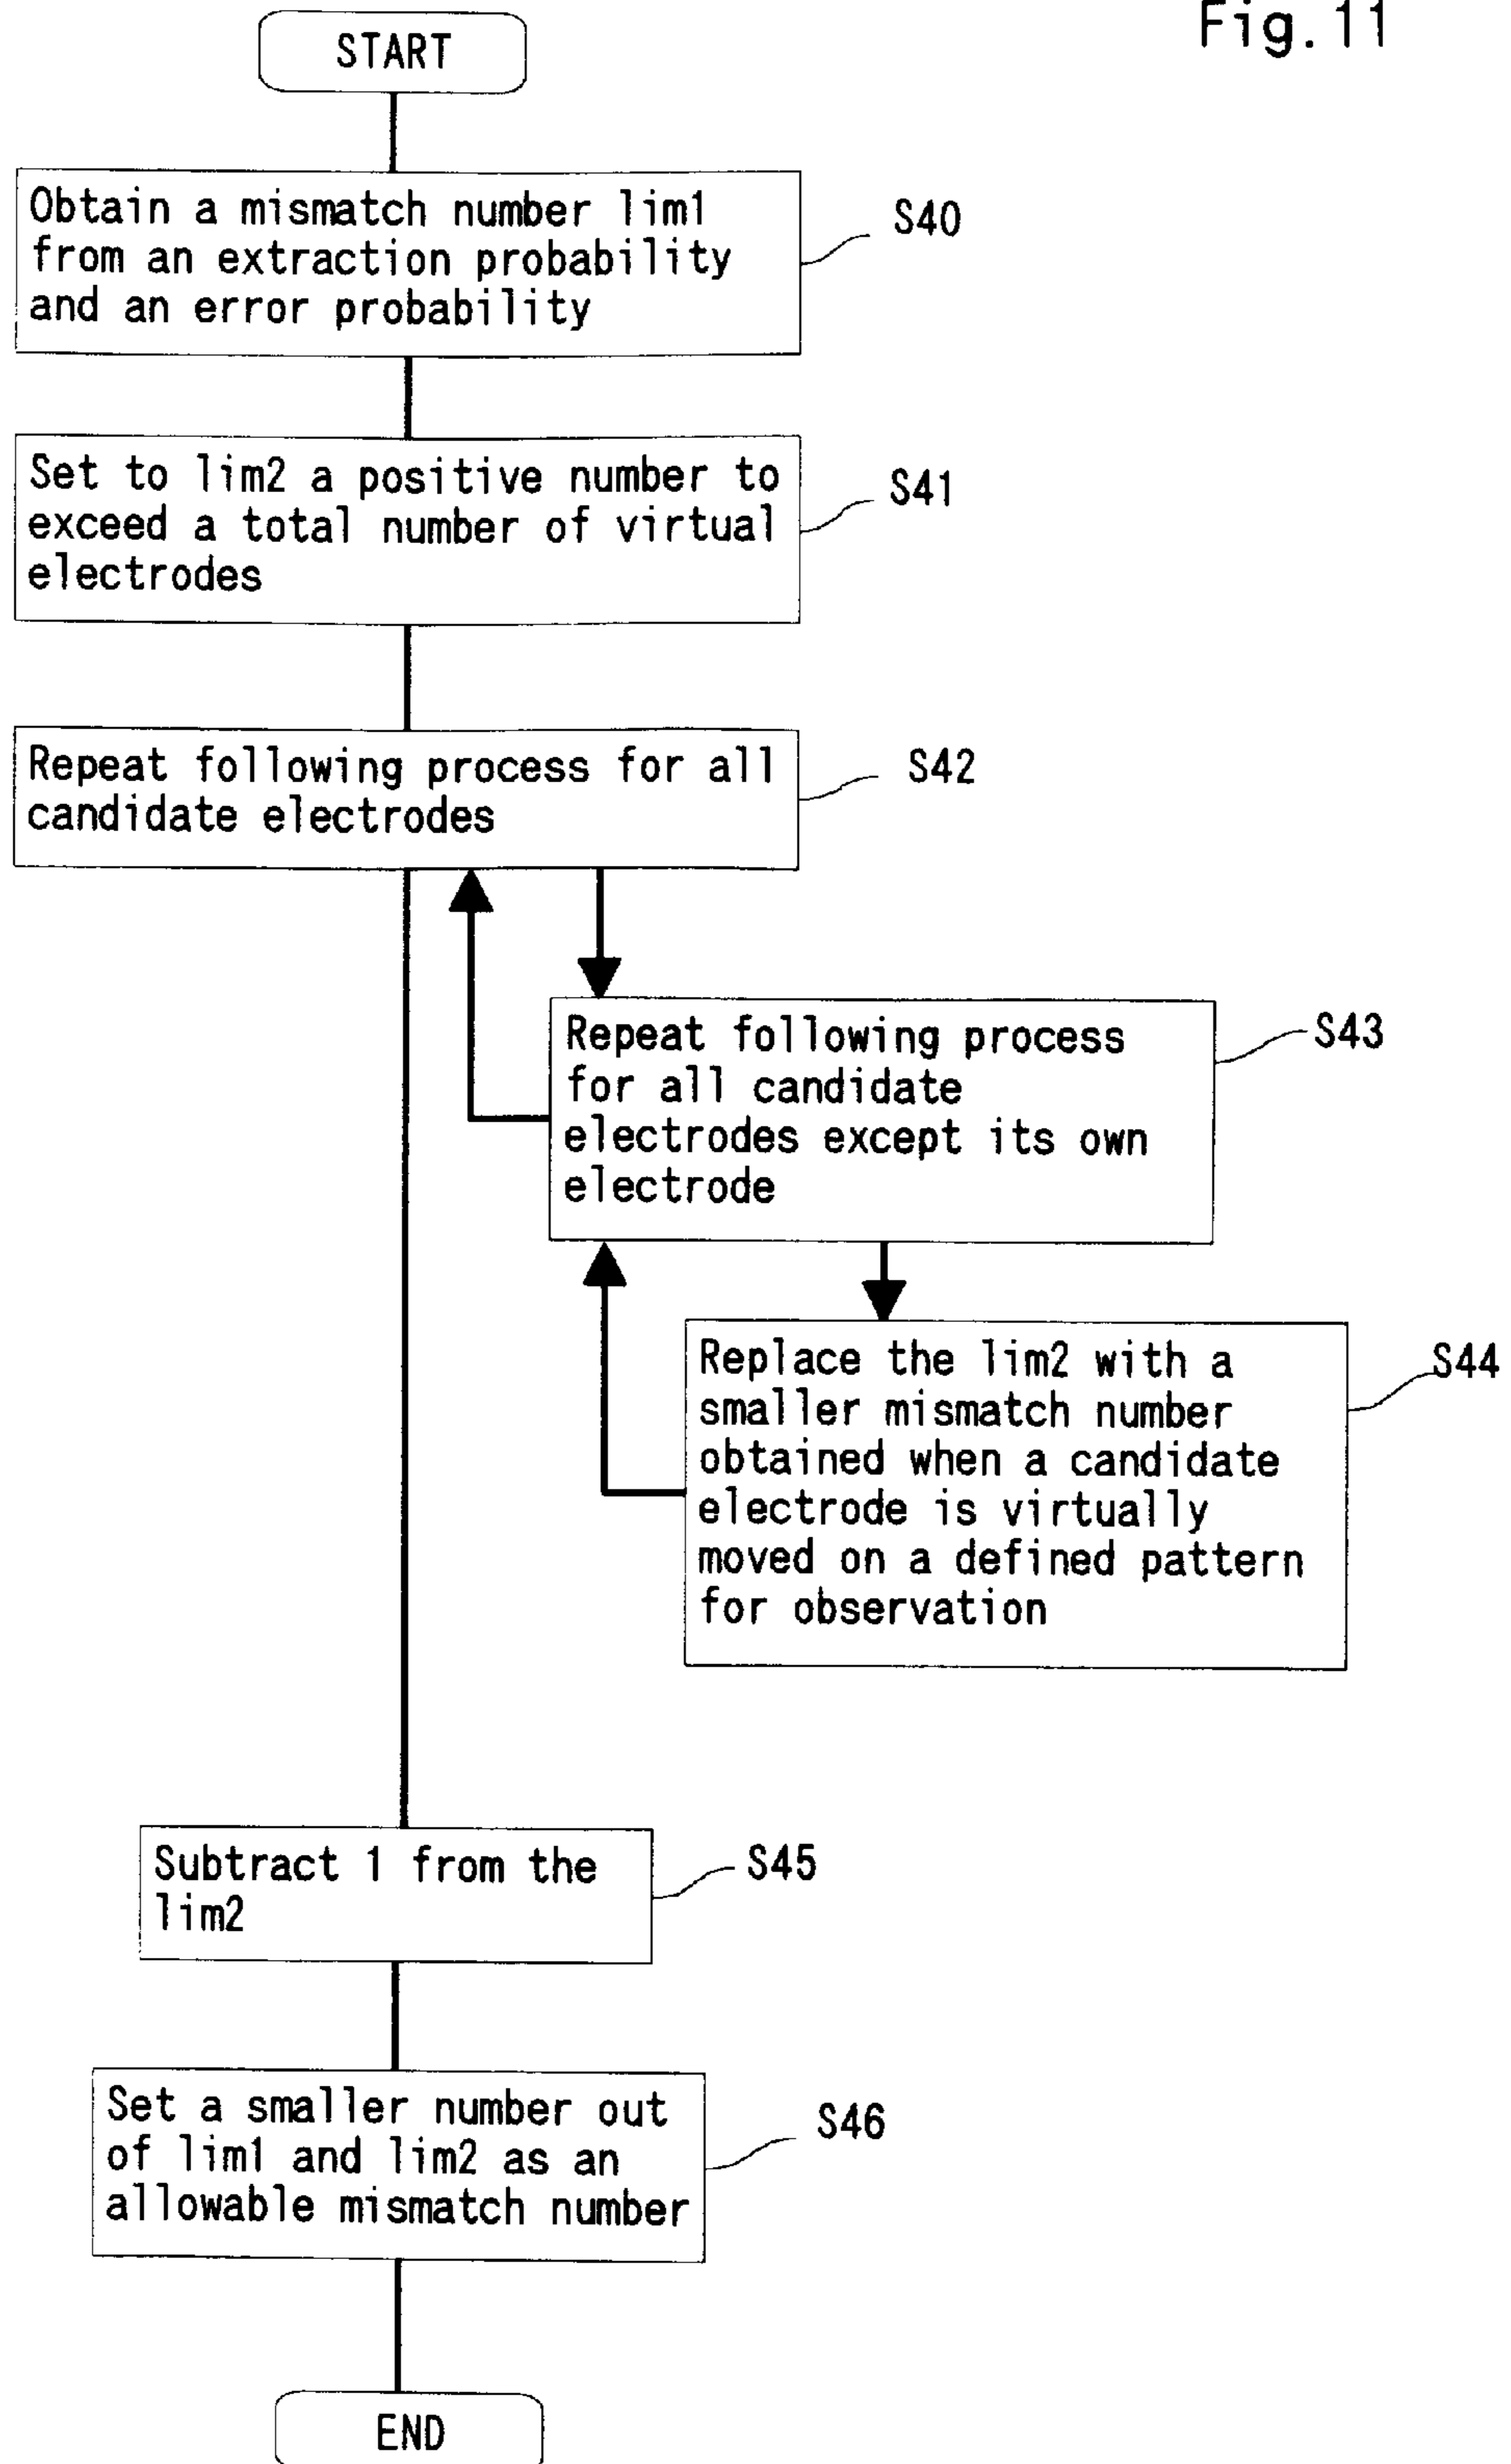 Fig. 11
START
Obtain a mismatch number lim1
from an extraction probability
and an error probability
S40
Set to lim2 a positive number to
exceed a total number of virtual
electrodes
S41
Repeat following process for all
candidate electrodes
S42
Repeat following process
for all candidate
electrodes except its own
electrode
S43
Replace the lim2 with a
smaller mismatch number
obtained when a candidate
electrode is virtually
moved on a defined pattern
for observation
S44
Subtract 1 from the
lim2
S45
Set a smaller number out
of lim1 and lim2 as an
allowable mismatch number
S46
END